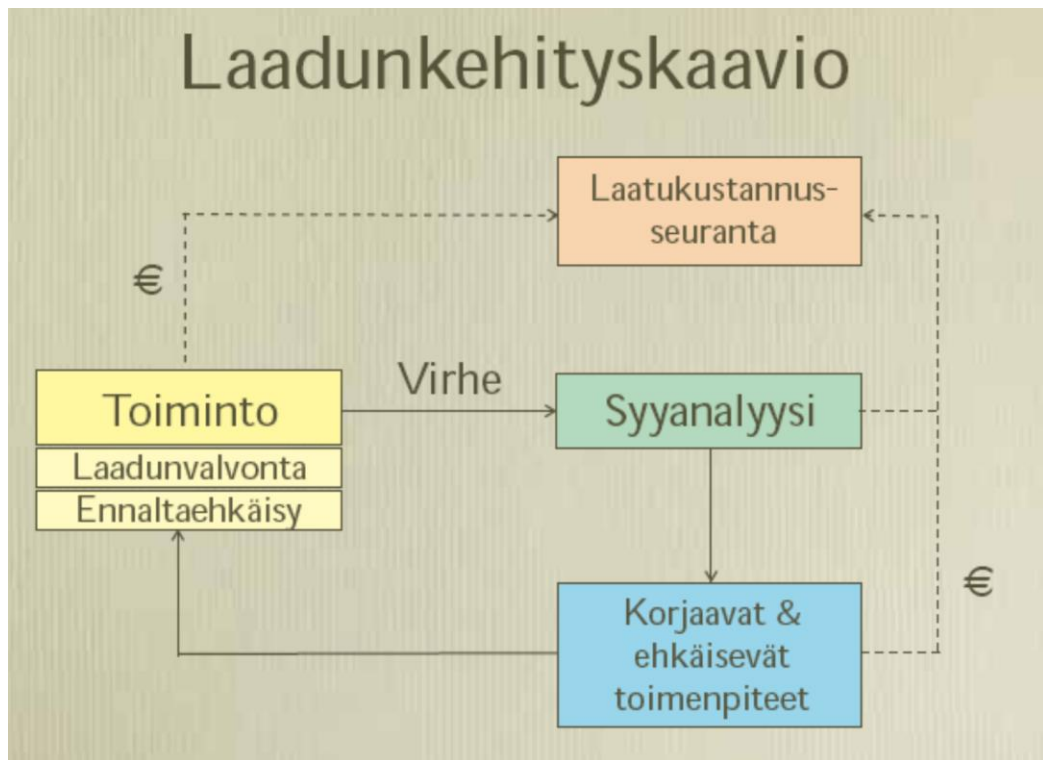 Laadunkehityskaavio
Laatukustannus-
seuranta
€
Virhe
Toiminto
Syyanalyysi
Laadunvalvonta
Ennaltaehkäisy
€
Korjaavat &
ehkäisevät
toimenpiteet